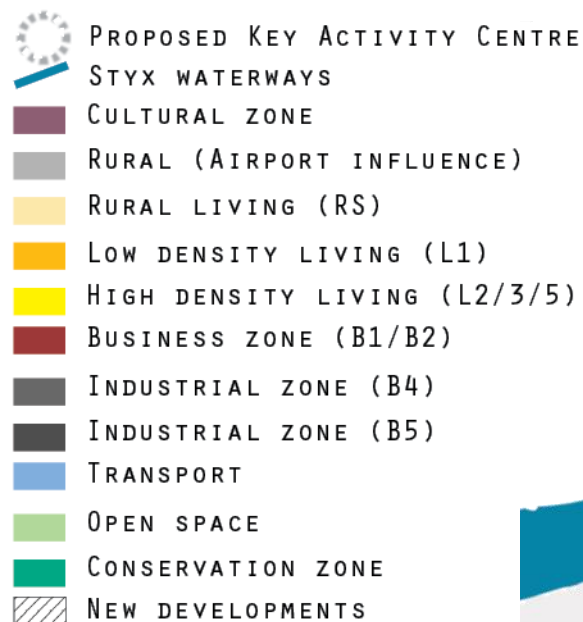 Proposed Key Activity Centre
Styx waterways
Cultural zone
Rural (Airport influence)
Rural living (RS)
Low density living (L1)
High density living (L2/3/5)
Business zone (B1/B2)
Industrial zone (B4)
Industrial zone (B5)
Transport
Open space
Conservation zone
New developments